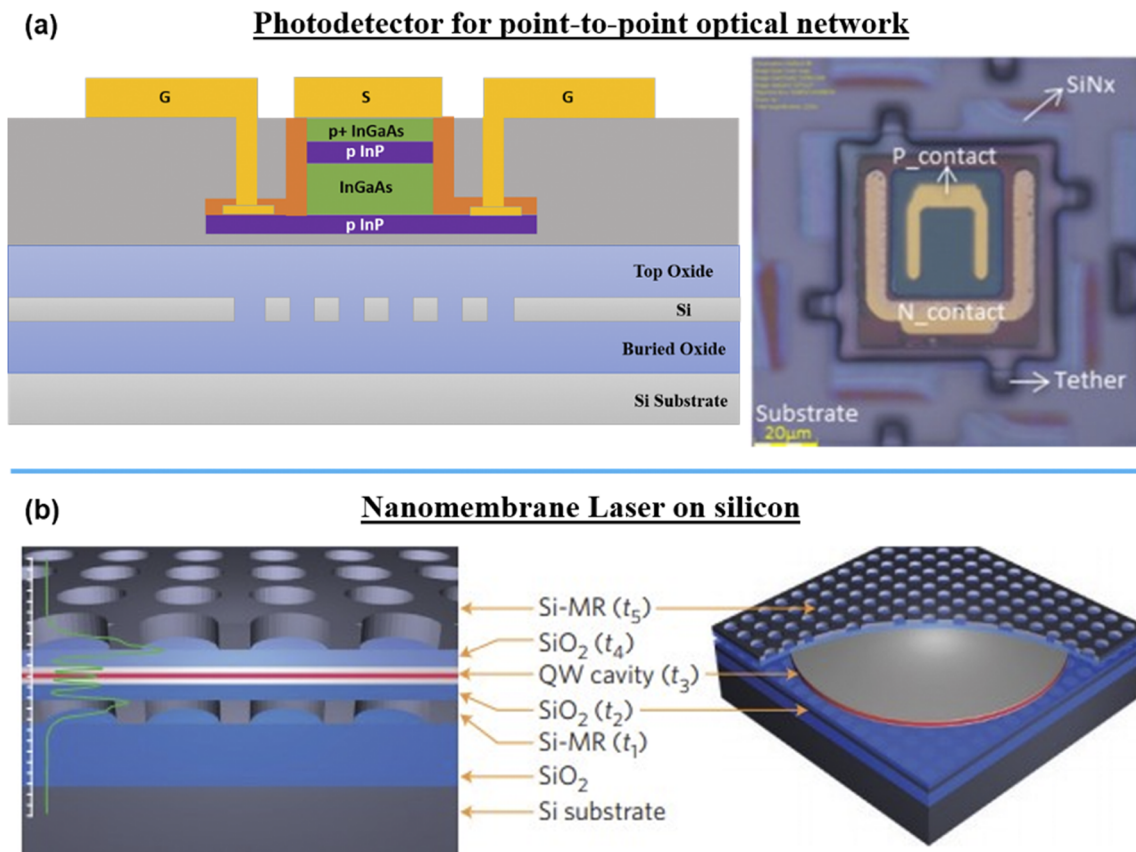 (a)
Photodetector for point-to-point optical network
G
S
G
p+ InGaAs
p InP
InGaAs
p InP
Top Oxide
Si
Buried Oxide
Si Substrate
SiNx
P_contact
N_contact
Tether
Substrate
20μm
(b)
Nanomembrane Laser on silicon
Si-MR (t5)
SiO2 (t4)
QW cavity (t3)
SiO2 (t2)
Si-MR (t1)
SiO2
Si substrate